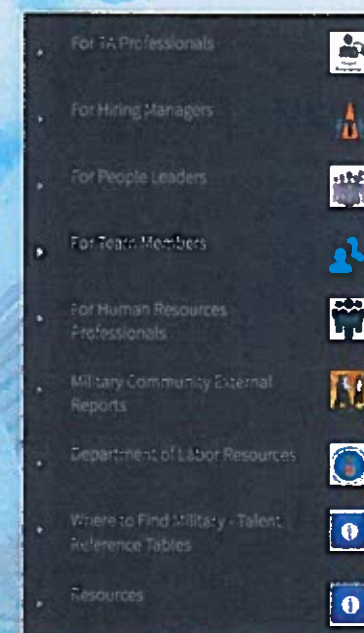 For TA Professionals
For Hiring Managers
For People Leaders
For Team Members
For Human Resources
Professionals
Military Community External
Reports
Department of Labor Resources
Where to Find Military - Talent
Reference Tables
Resources